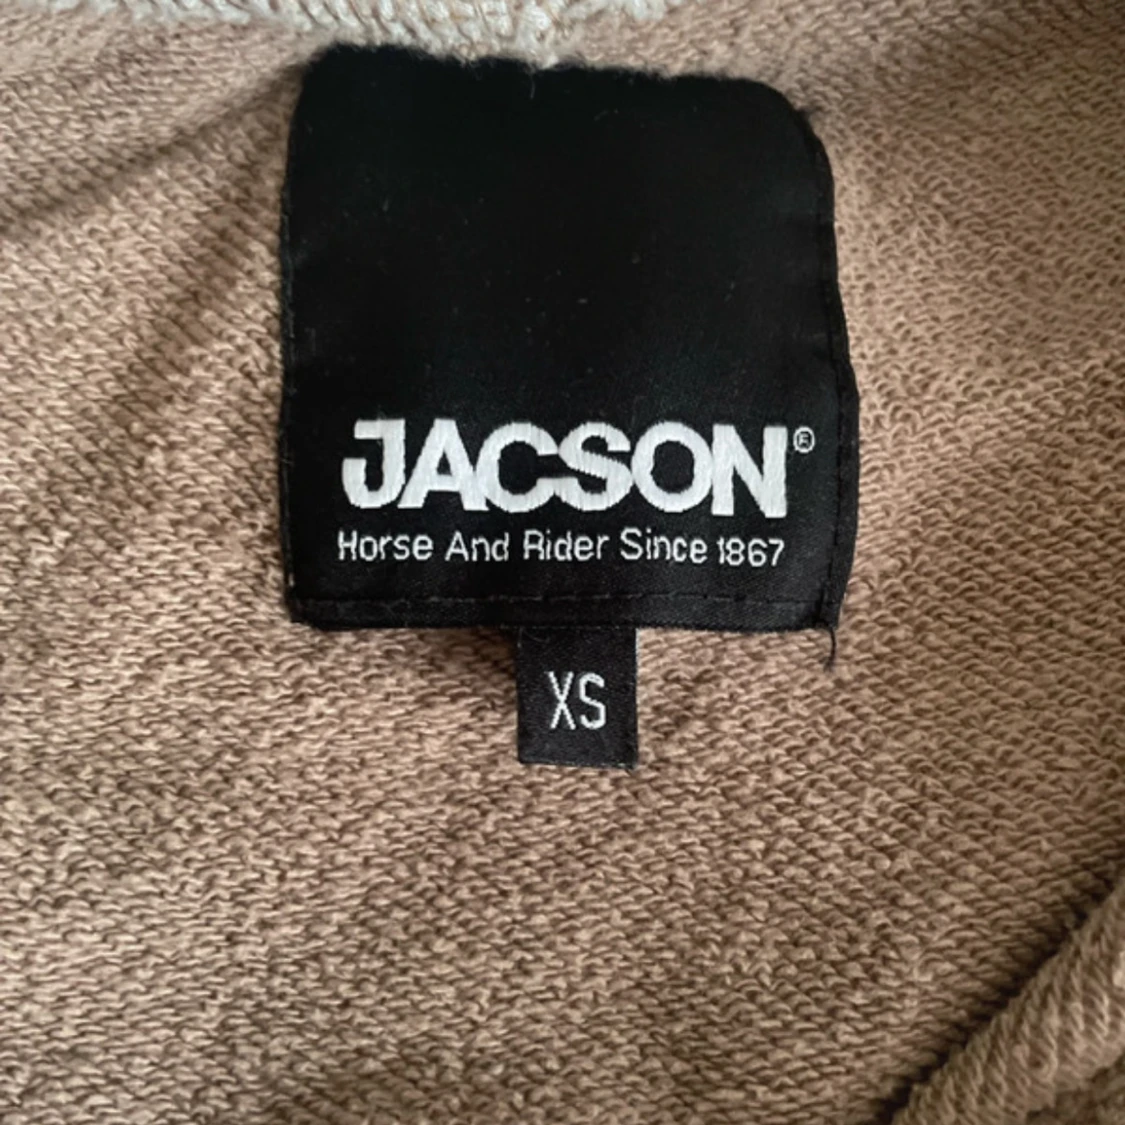 JACSON®
Horse And Rider Since 1867
XS